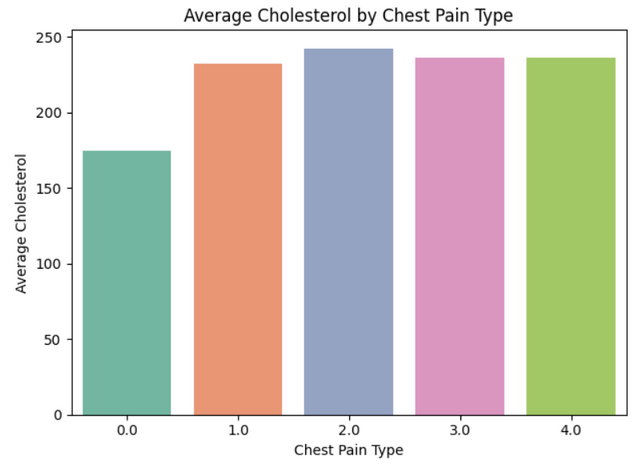 Average Cholesterol by Chest Pain Type
250
200
150
100
50
0
Average Cholesterol
0.0 1.0 2.0 3.0 4.0
Chest Pain Type